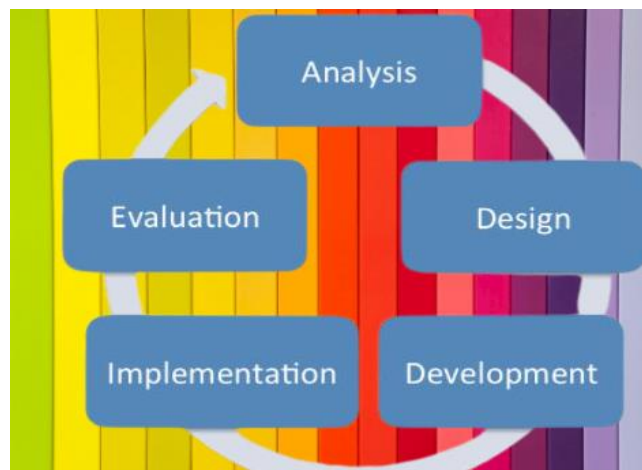 Analysis
Design
Development
Implementation
Evaluation